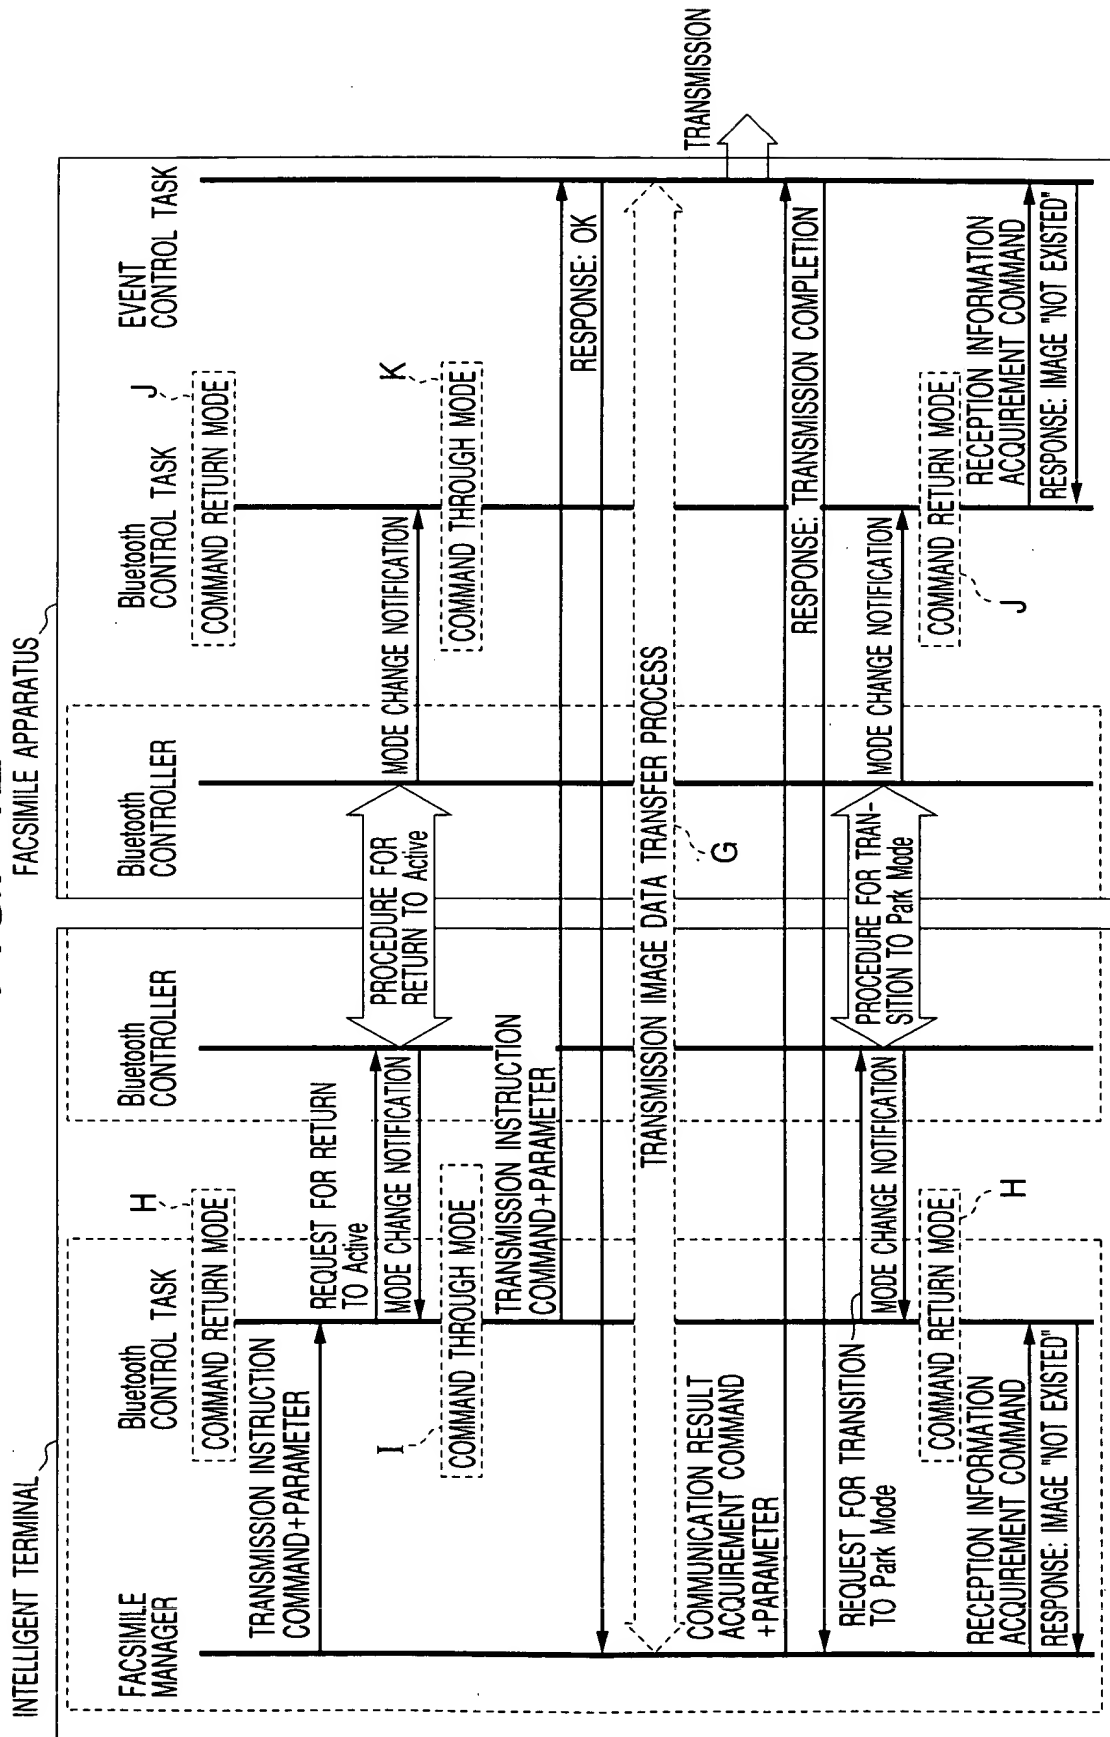 FACSIMILE APPARATUS
INTELLIGENT TERMINAL
FACSIMILE
MANAGER
Bluetooth
CONTROL TASK
Bluetooth
CONTROLLER
Bluetooth
CONTROLLER
Bluetooth
CONTROL TASK
EVENT
CONTROL TASK
COMMAND RETURN MODE
H
COMMAND RETURN MODE
J
TRANSMISSION INSTRUCTION
COMMAND+PARAMETER
REQUEST FOR RETURN
TO Active
MODE CHANGE NOTIFICATION
PROCEDURE FOR
RETURN TO Active
MODE CHANGE NOTIFICATION
I
COMMAND THROUGH MODE
K
COMMAND THROUGH MODE
TRANSMISSION INSTRUCTION
COMMAND+PARAMETER
RESPONSE: OK
TRANSMISSION IMAGE DATA TRANSFER PROCESS
G
TRANSMISSION
COMMUNICATION RESULT
ACQUIREMENT COMMAND
+PARAMETER
RESPONSE: TRANSMISSION COMPLETION
REQUEST FOR TRANSITION
TO Park Mode
MODE CHANGE NOTIFICATION
PROCEDURE FOR TRAN-
SITION TO Park Mode
MODE CHANGE NOTIFICATION
COMMAND RETURN MODE
H
COMMAND RETURN MODE
J
RECEPTION INFORMATION
ACQUIREMENT COMMAND
RESPONSE: IMAGE "NOT EXISTED"
RECEPTION INFORMATION
ACQUIREMENT COMMAND
RESPONSE: IMAGE "NOT EXISTED"